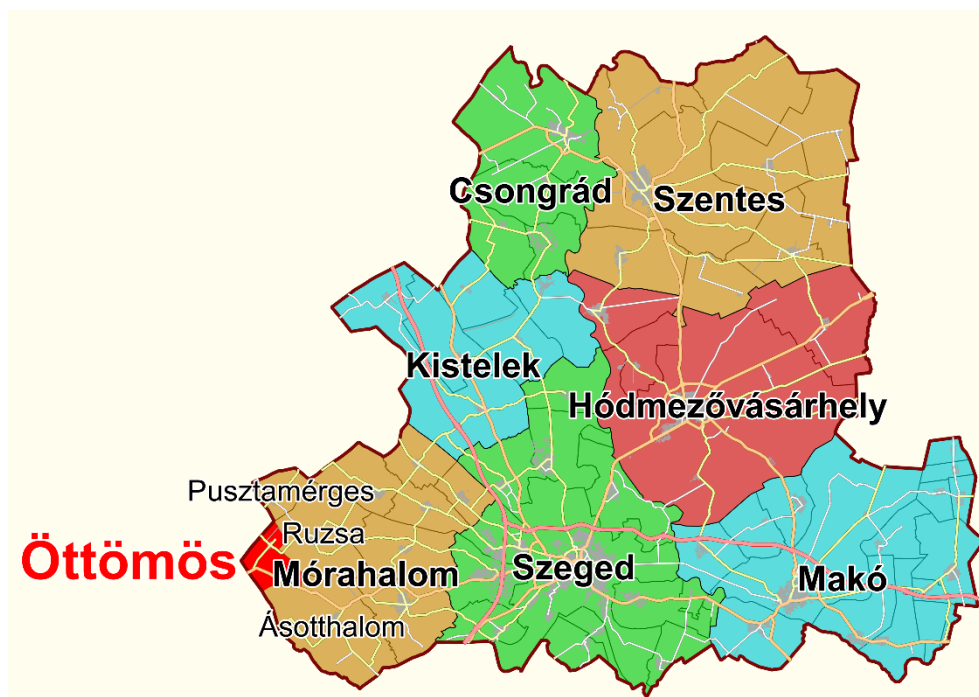 Csongrád
Szentes
Kistelek
Hódmezővásárhely
Pusztamérges
Ruzsa
Öttömös
Mórahalom
Szeged
Makó
Ásotthalom